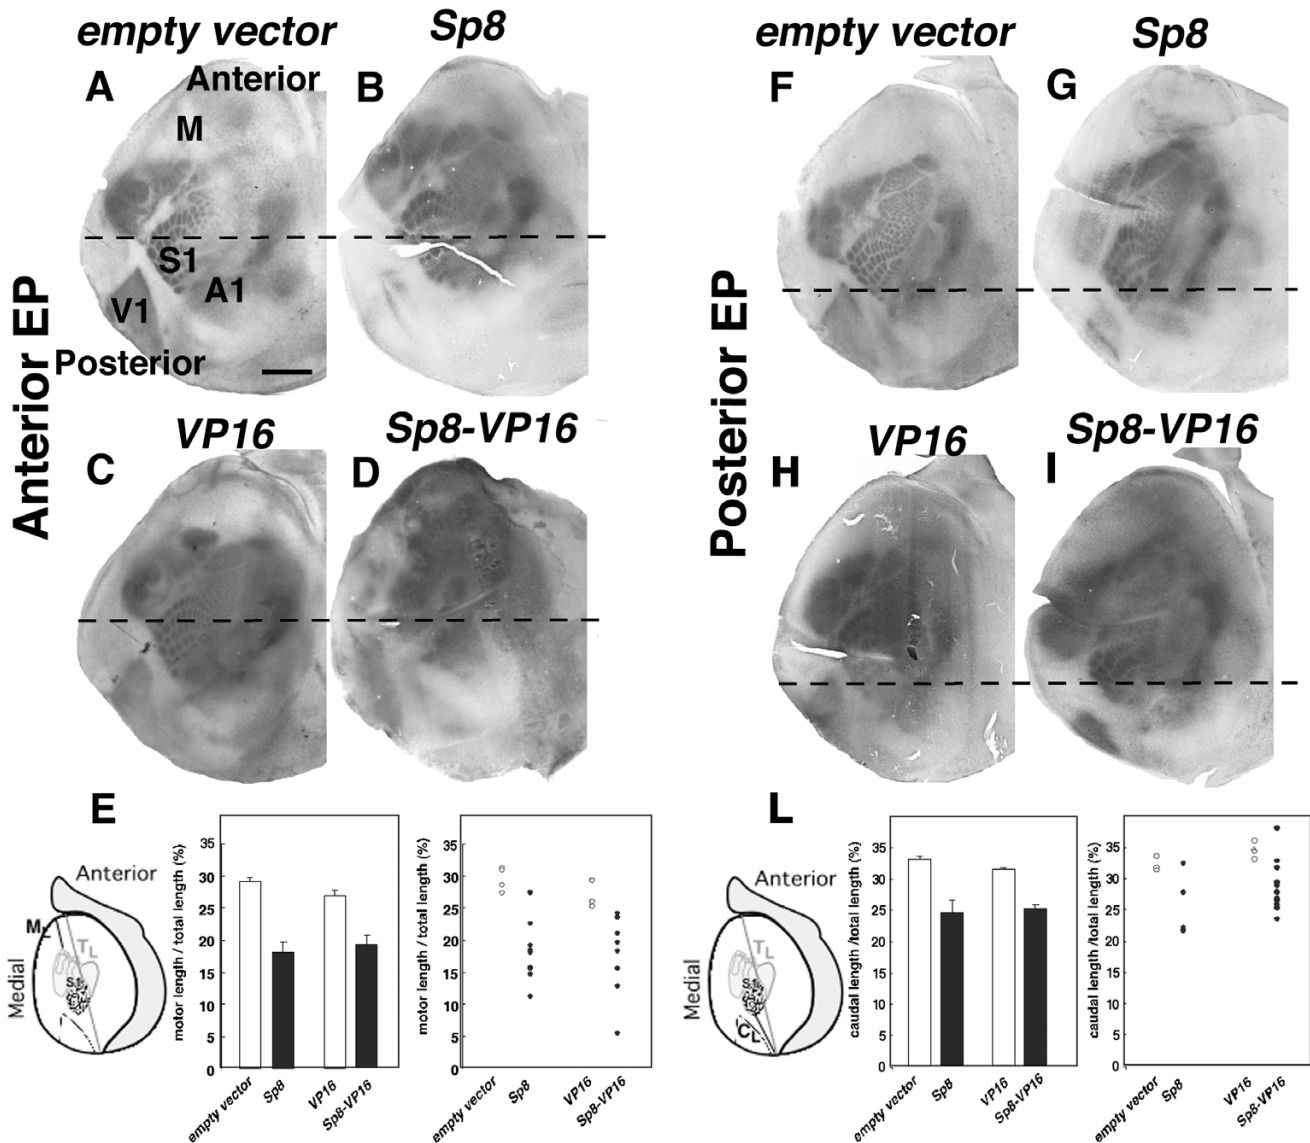 empty vector
Sp8
A
Anterior
B
M
S1
A1
V1
Posterior
Anterior EP
VP16
Sp8-VP16
C
D
empty vector
Sp8
F
G
Posterior EP
VP16
Sp8-VP16
H
I
E
Anterior
Medial
ML
TL
S1
motor length / total length (%)
35
30
25
20
15
10
5
0
empty vector
Sp8
VP16
Sp8-VP16
motor length / total length (%)
35
30
25
20
15
10
5
0
empty vector
Sp8
VP16
Sp8-VP16
L
Anterior
Medial
TL
S1
CL
caudal length /total length (%)
35
30
25
20
15
10
5
0
empty vector
Sp8
VP16
Sp8-VP16
caudal length/total length (%)
35
30
25
20
15
10
5
0
empty vector
Sp8
VP16
Sp8-VP16